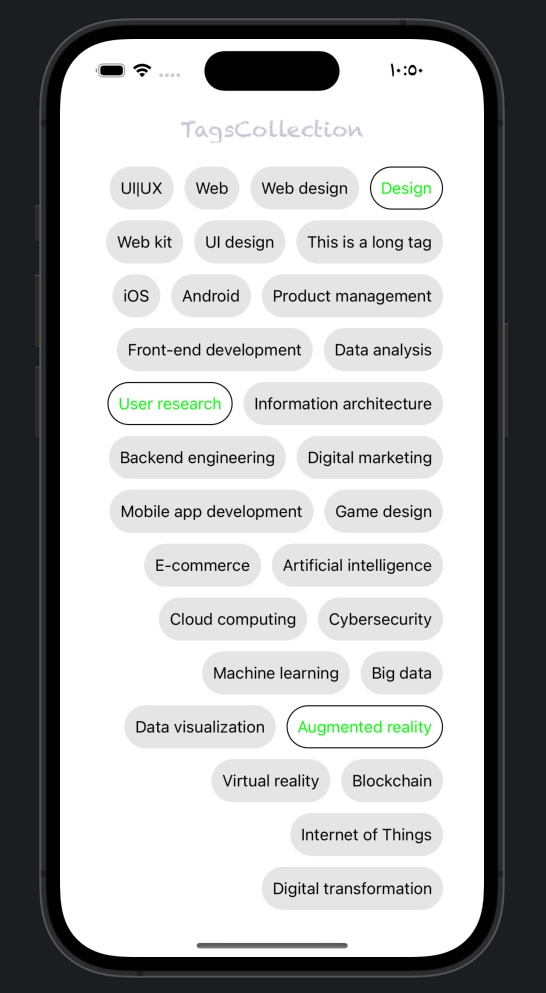 ١٠:٥٠
TagsCollection
UI|UX Web Web design Design
Web kit UI design This is a long tag
iOS Android Product management
Front-end development Data analysis
User research Information architecture
Backend engineering Digital marketing
Mobile app development Game design
E-commerce Artificial intelligence
Cloud computing Cybersecurity
Machine learning Big data
Data visualization Augmented reality
Virtual reality Blockchain
Internet of Things
Digital transformation